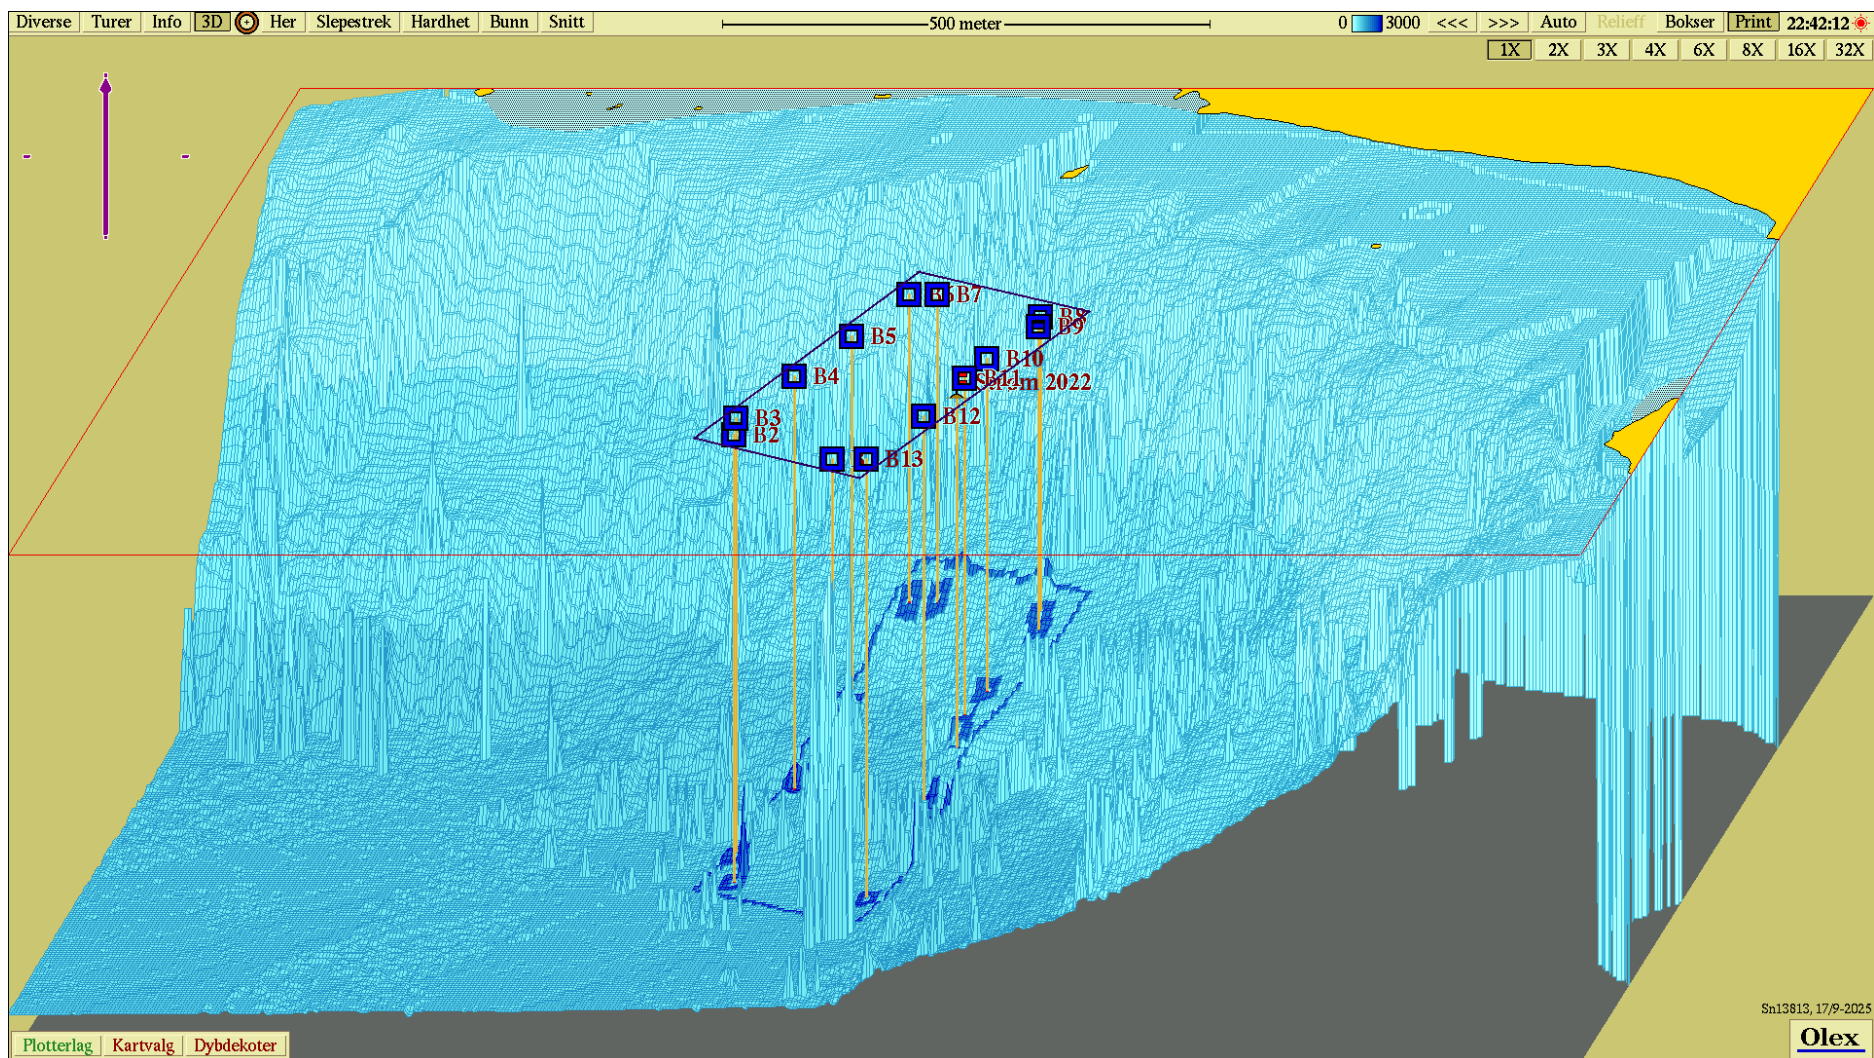 Diverse Turer Info 3D Her Slepestrek Hardhet Bunn Snitt 500 meter 0 3000 <<< >>> Auto Relieff Bokser Print 22:42:12
1X 2X 3X 4X 6X 8X 16X 32X
B7
B8
B9
B5
B10
B11
2022
B4
B3
B12
B2
B13
Sn13813, 17/9-2025
Plotterlag Kartvalg Dybdekoter
Olex